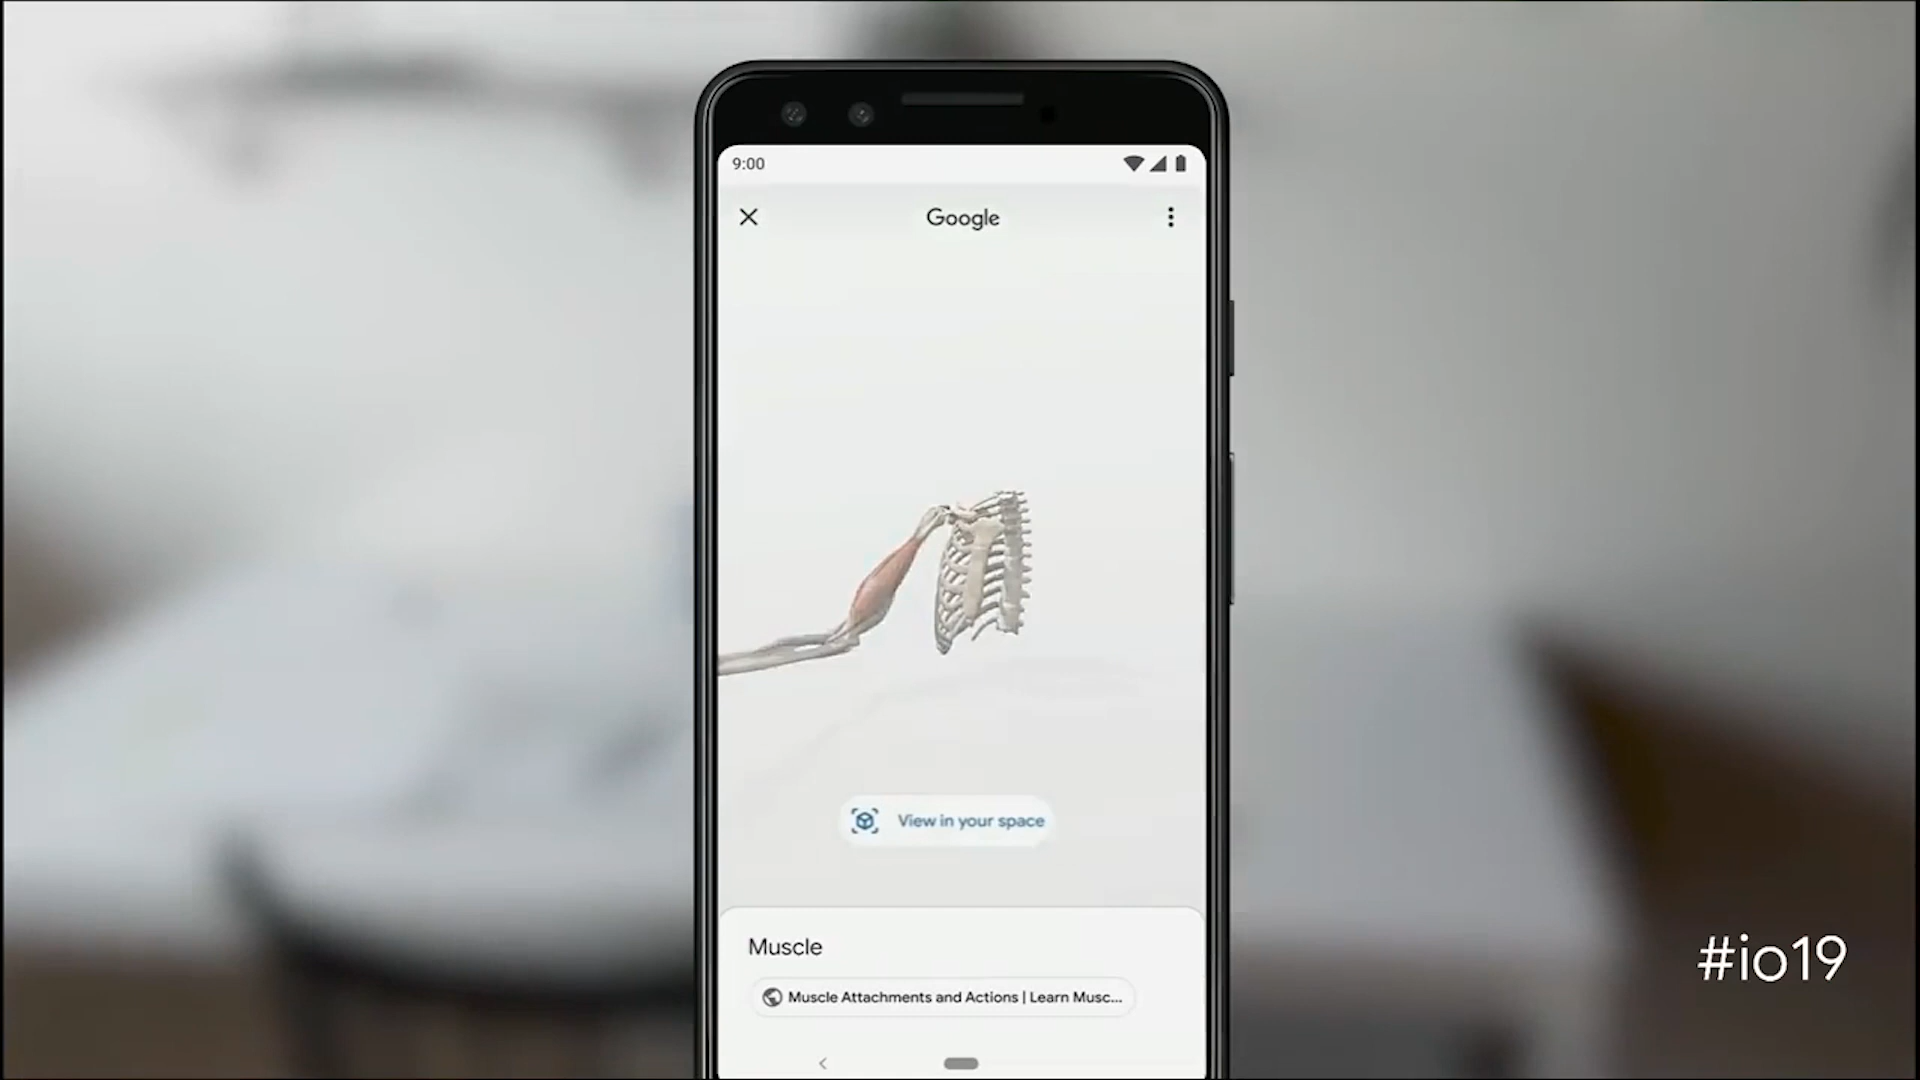 9:00
Google
View in your space
Muscle
Muscle Attachments and Actions | Learn Musc...
#io19